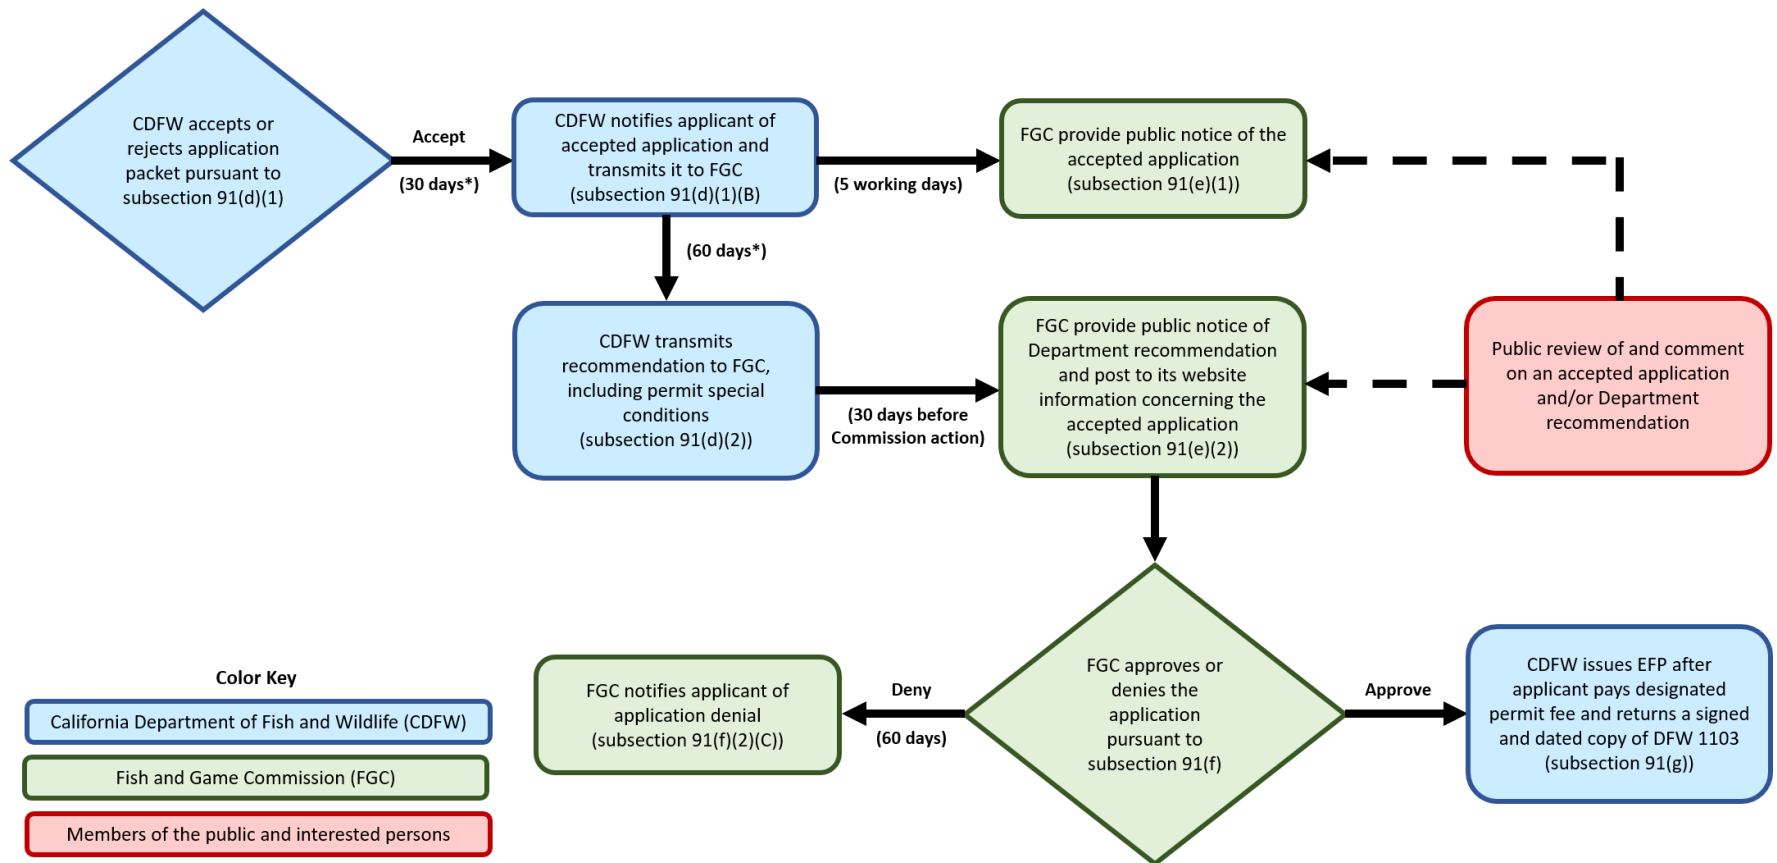 CDFW accepts or
rejects application
packet pursuant to
subsection 91(d)(1)
Accept
(30 days*)
CDFW notifies applicant of
accepted application and
transmits it to FGC
(subsection 91(d)(1)(B)
(5 working days)
FGC provide public notice of the
accepted application
(subsection 91(e)(1))
(60 days*)
CDFW transmits
recommendation to FGC,
including permit special
conditions
(subsection 91(d)(2))
(30 days before
Commission action)
FGC provide public notice of
Department recommendation
and post to its website
information concerning the
accepted application
(subsection 91(e)(2))
Public review of and comment
on an accepted application
and/or Department
recommendation
FGC approves or
denies the
application
pursuant to
subsection 91(f)
Deny
(60 days)
FGC notifies applicant of
application denial
(subsection 91(f)(2)(C))
Approve
CDFW issues EFP after
applicant pays designated
permit fee and returns a signed
and dated copy of DFW 1103
(subsection 91(g))
Color Key
California Department of Fish and Wildlife (CDFW)
Fish and Game Commission (FGC)
Members of the public and interested persons